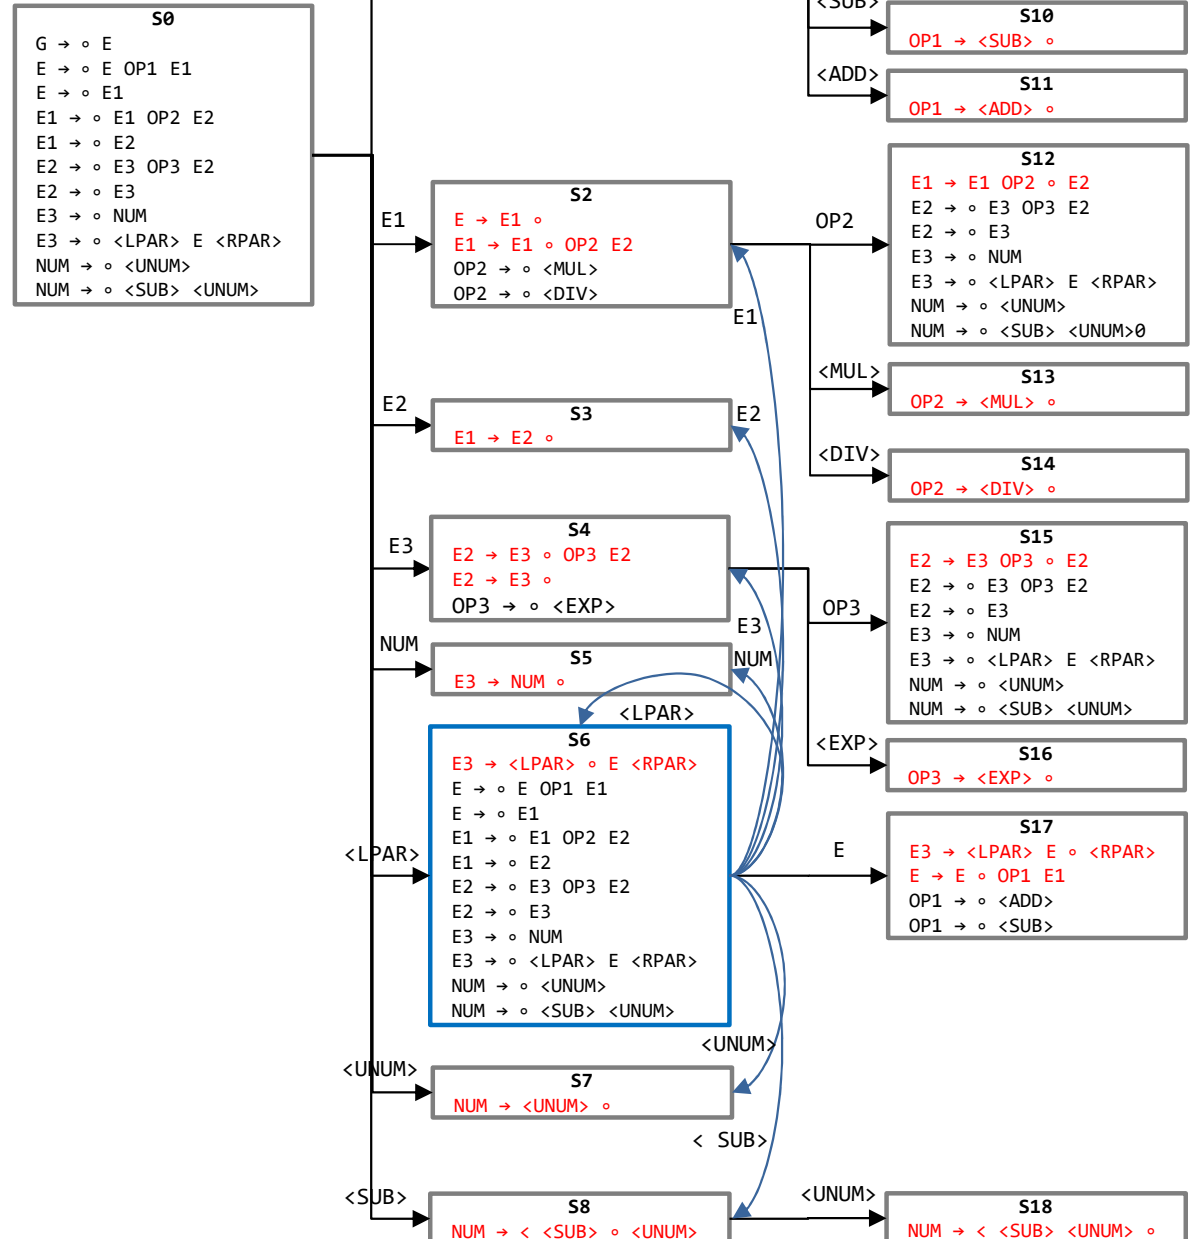 S0
G → ∘ E
E → ∘ E OP1 E1
E → ∘ E1
E1 → ∘ E1 OP2 E2
E1 → ∘ E2
E2 → ∘ E3 OP3 E2
E2 → ∘ E3
E3 → ∘ NUM
E3 → ∘ <LPAR> E <RPAR>
NUM → ∘ <UNUM>
NUM → ∘ <SUB> <UNUM>
E1
S2
E → E1 ∘
E1 → E1 ∘ OP2 E2
OP2 → ∘ <MUL>
OP2 → ∘ <DIV>
E1
E2
S3
E1 → E2 ∘
E2
E3
S4
E2 → E3 ∘ OP3 E2
E2 → E3 ∘
OP3 → ∘ <EXP>
E3
NUM
S5
E3 → NUM ∘
NUM
<LPAR>
<LPAR>
S6
E3 → <LPAR> ∘ E <RPAR>
E → ∘ E OP1 E1
E → ∘ E1
E1 → ∘ E1 OP2 E2
E1 → ∘ E2
E2 → ∘ E3 OP3 E2
E2 → ∘ E3
E3 → ∘ NUM
E3 → ∘ <LPAR> E <RPAR>
NUM → ∘ <UNUM>
NUM → ∘ <SUB> <UNUM>
<UNUM>
<UNUM>
S7
NUM → <UNUM> ∘
< SUB>
<SUB>
S8
NUM → < <SUB> ∘ <UNUM>
<SUB>
S10
OP1 → <SUB> ∘
<ADD>
S11
OP1 → <ADD> ∘
OP2
S12
E1 → E1 OP2 ∘ E2
E2 → ∘ E3 OP3 E2
E2 → ∘ E3
E3 → ∘ NUM
E3 → ∘ <LPAR> E <RPAR>
NUM → ∘ <UNUM>
NUM → ∘ <SUB> <UNUM>0
<MUL>
S13
OP2 → <MUL> ∘
<DIV>
S14
OP2 → <DIV> ∘
OP3
S15
E2 → E3 OP3 ∘ E2
E2 → ∘ E3 OP3 E2
E2 → ∘ E3
E3 → ∘ NUM
E3 → ∘ <LPAR> E <RPAR>
NUM → ∘ <UNUM>
NUM → ∘ <SUB> <UNUM>
<EXP>
S16
OP3 → <EXP> ∘
E
S17
E3 → <LPAR> E ∘ <RPAR>
E → E ∘ OP1 E1
OP1 → ∘ <ADD>
OP1 → ∘ <SUB>
<UNUM>
S18
NUM → < <SUB> <UNUM> ∘